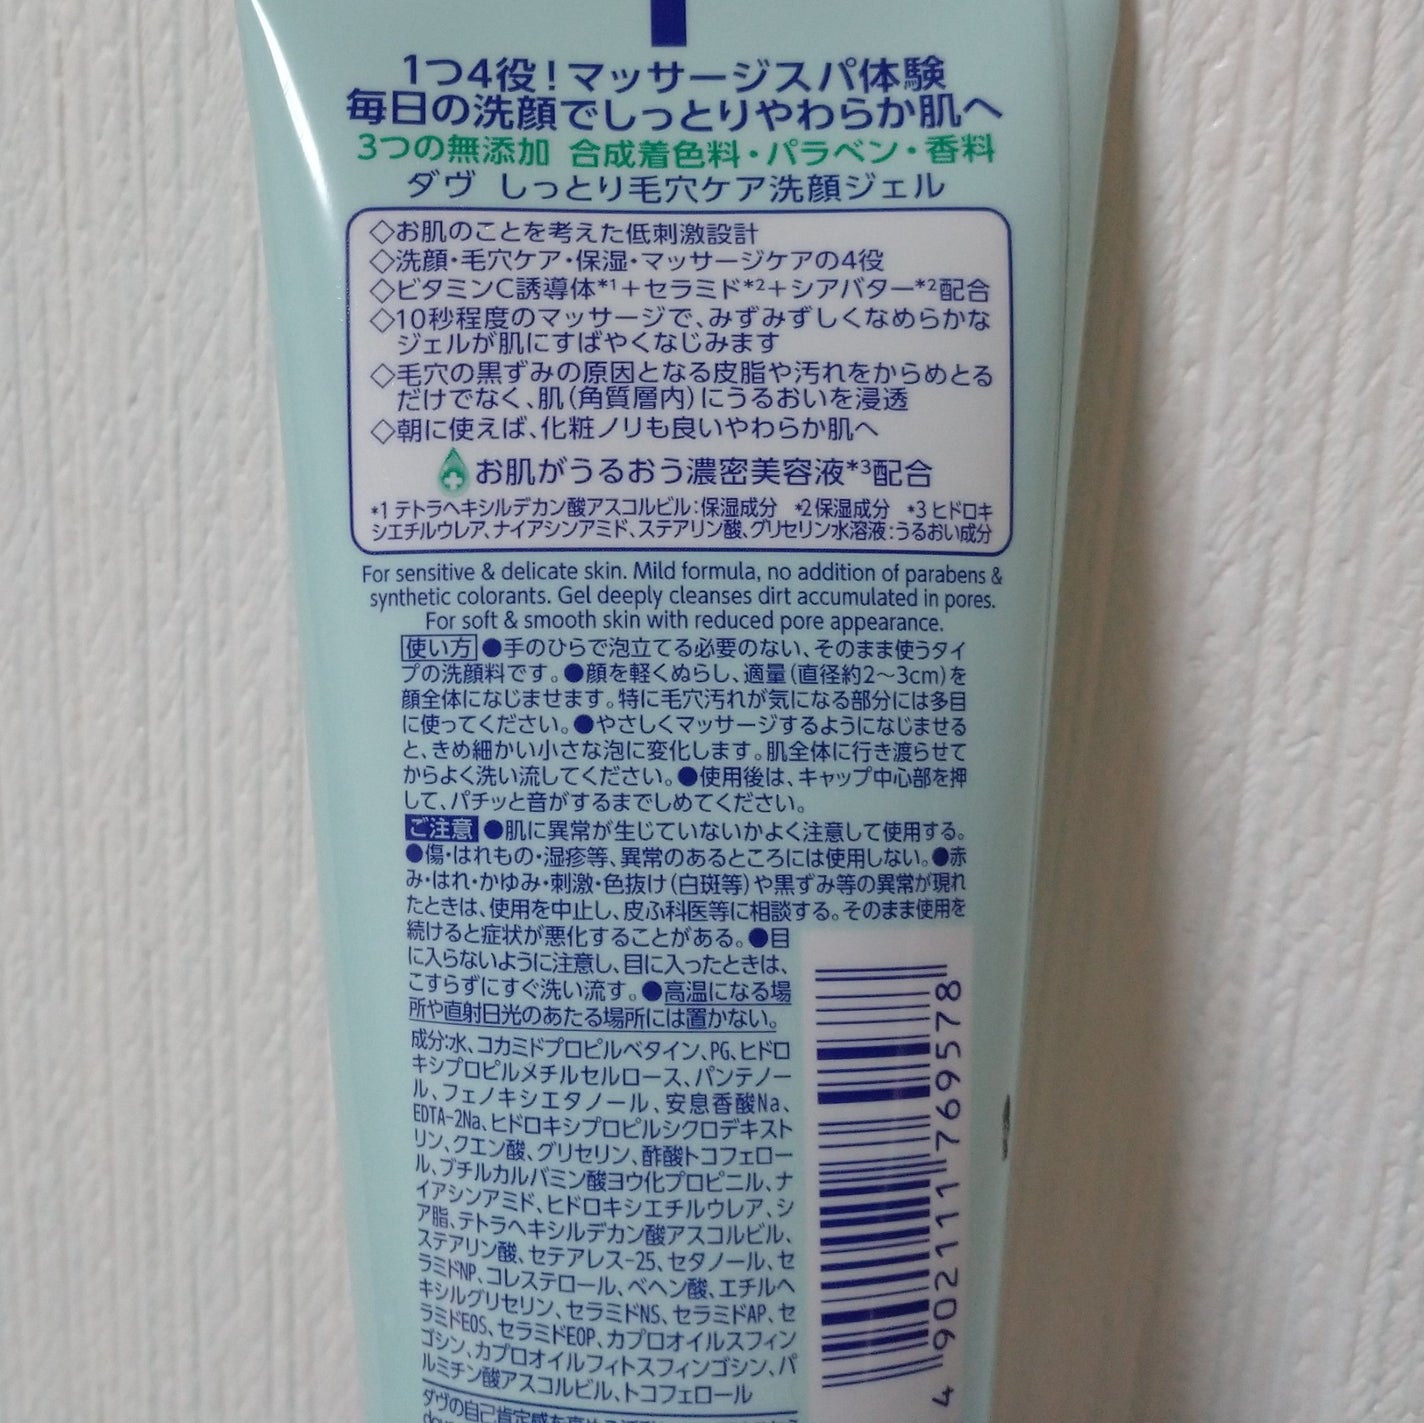 1つ4役！マッサージスパ体験
毎日の洗顔でしっとりやわらか肌へ
3つの無添加 合成着色料・パラベン・香料
ダヴ しっとり毛穴ケア洗顔ジェル
◇お肌のことを考えた低刺激設計
◇洗顔・毛穴ケア・保湿・マッサージケアの4役
◇ビタミンC誘導体*1＋セラミド*2＋シアバター*2配合
◇10秒程度のマッサージで、みずみずしくなめらかな
ジェルが肌にすばやくなじみます
◇毛穴の黒ずみの原因となる皮脂や汚れをからめとる
だけでなく、肌（角質層内）にうるおいを浸透
◇朝に使えば、化粧ノリも良いやわらか肌へ
お肌がうるおう濃密美容液*3配合
*1 テトラヘキシルデカン酸アスコルビル：保湿成分 *2 保湿成分 *3 ヒドロキ
シエチルウレア、ナイアシンアミド、ステアリン酸、グリセリン水溶液：うるおい成分
For sensitive & delicate skin. Mild formula, no addition of parabens &
synthetic colorants. Gel deeply cleanses dirt accumulated in pores.
For soft & smooth skin with reduced pore appearance.
使い方 ●手のひらで泡立てる必要のない、そのまま使うタイ
プの洗顔料です。●顔を軽くぬらし、適量（直径約2〜3cm）を
顔全体になじませます。特に毛穴汚れが気になる部分には多目
に使ってください。●やさしくマッサージするようになじませる
と、きめ細かい小さな泡に変化します。肌全体に行き渡らせて
からよく洗い流してください。●使用後は、キャップ中心部を押
して、パチッと音がするまでしめてください。
ご注意 ●肌に異常が生じていないかよく注意して使用する。
●傷・はれもの・湿疹等、異常のあるところには使用しない。●赤
み・はれ・かゆみ・刺激・色抜け（白斑等）や黒ずみ等の異常が現れ
たときは、使用を中止し、皮ふ科医等に相談する。そのまま使用を
続けると症状が悪化することがある。●目
に入らないように注意し、目に入ったときは、
こすらずにすぐ洗い流す。●高温になる場
所や直射日光のあたる場所には置かない。
成分：水、コカミドプロピルベタイン、PG、ヒドロ
キシプロピルメチルセルロース、パンテノー
ル、フェノキシエタノール、安息香酸Na、
EDTA-2Na、ヒドロキシプロピルシクロデキスト
リン、クエン酸、グリセリン、酢酸トコフェロー
ル、ブチルカルバミン酸ヨウ化プロピニル、ナ
イアシンアミド、ヒドロキシエチルウレア、シ
ア脂、テトラヘキシルデカン酸アスコルビル、
ステアリン酸、セテアレス-25、セタノール、セ
ラミドNP、コレステロール、ベヘン酸、エチルヘ
キシルグリセリン、セラミドNS、セラミドAP、セ
ラミドEOS、セラミドEOP、カプロオイルスフィン
ゴシン、カプロオイルフィトスフィンゴシン、パ
ルミチン酸アスコルビル、トコフェロール
ダヴの自己肯定感を高める
4 902111 769578